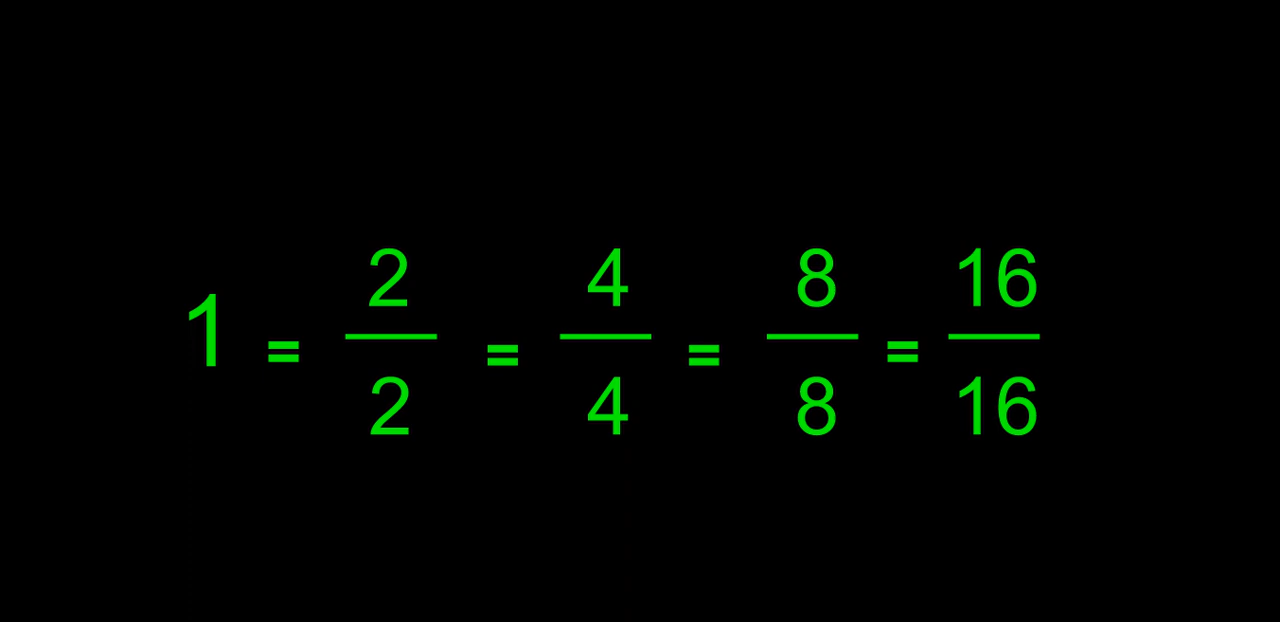 1 = 2/2 = 4/4 = 8/8 = 16/16